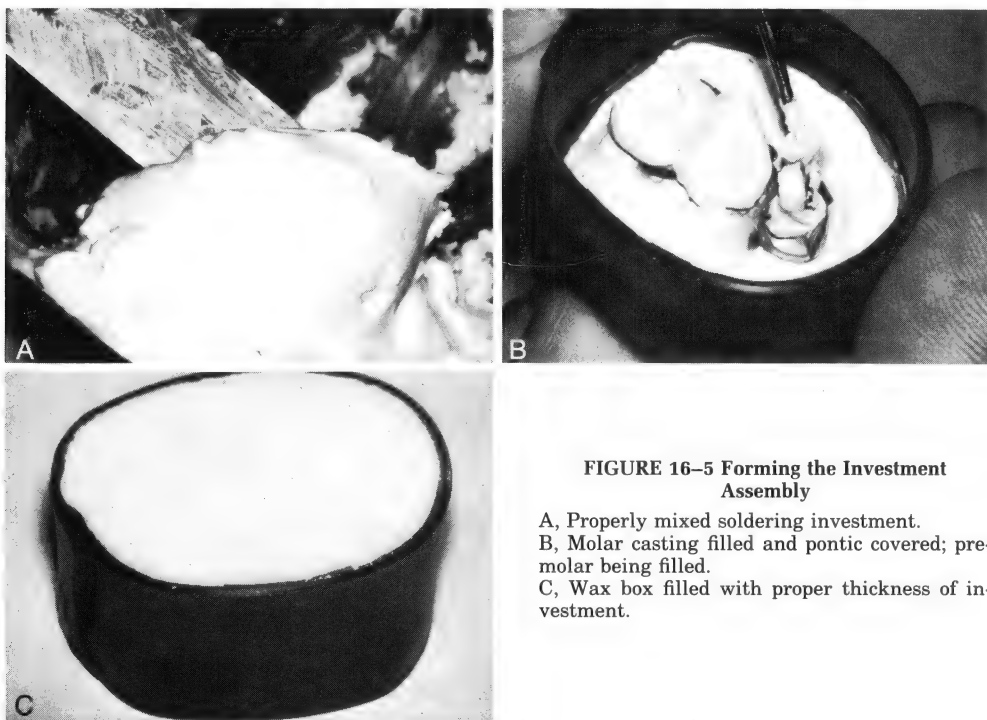 A
B
C
FIGURE 16–5 Forming the Investment
Assembly
A, Properly mixed soldering investment.
B, Molar casting filled and pontic covered; pre-
molar being filled.
C, Wax box filled with proper thickness of in-
vestment.